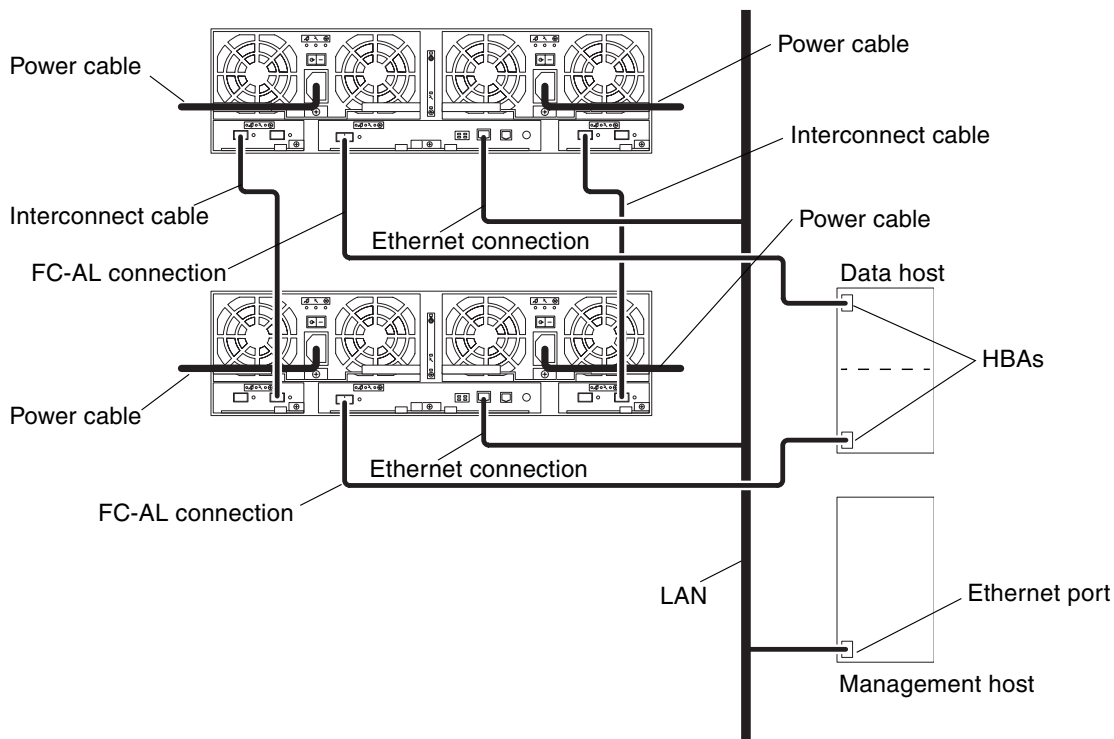 Power cable
Power cable
Interconnect cable
Interconnect cable
Power cable
Ethernet connection
FC-AL connection
Data host
HBAs
Power cable
Ethernet connection
FC-AL connection
LAN
Ethernet port
Management host